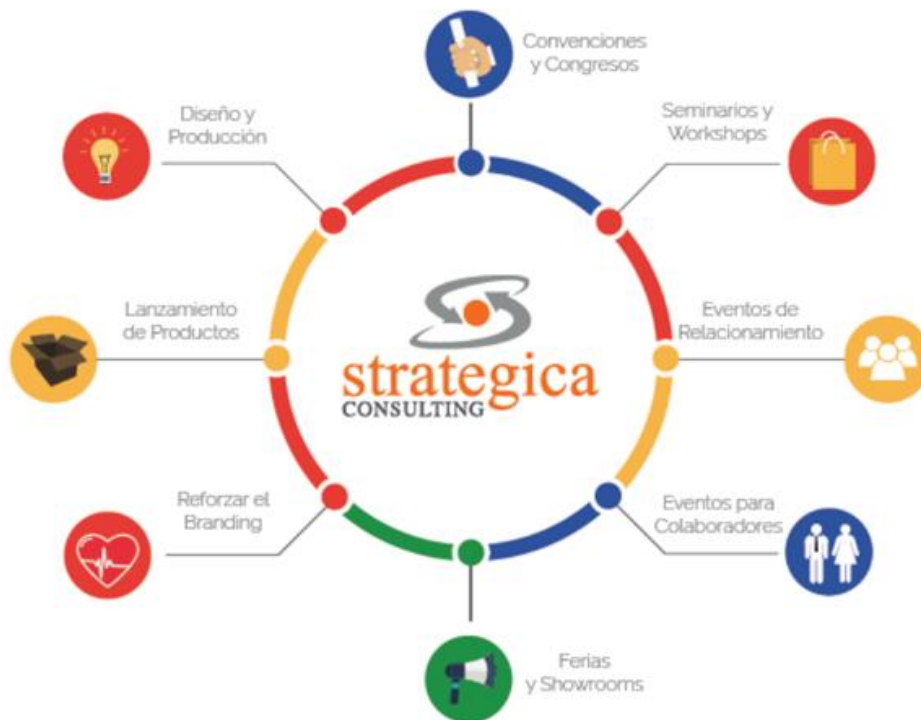 Convenciones
y Congresos
Diseño y
Producción
Seminarios y
Workshops
Lanzamiento
de Productos
strategica
CONSULTING
Eventos de
Relacionamiento
Reforzar el
Branding
Eventos para
Colaboradores
Ferias
y Showrooms